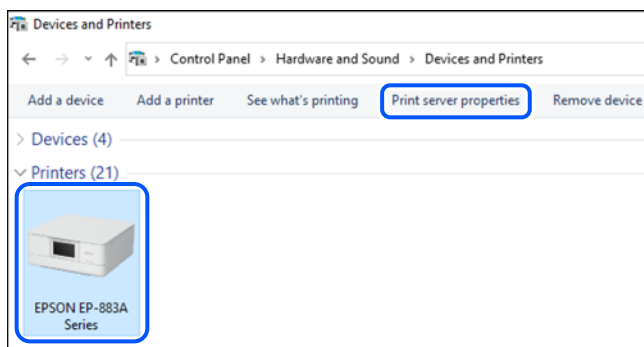 Devices and Printers
Control Panel > Hardware and Sound > Devices and Printers
Add a device Add a printer See what's printing Print server properties Remove device
Devices (4)
Printers (21)
EPSON EP-883A
Series